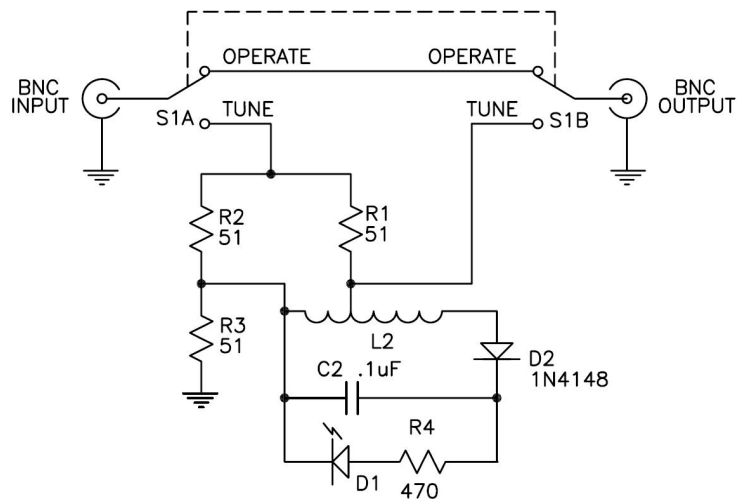 OPERATE
OPERATE
BNC
INPUT
BNC
OUTPUT
S1A
TUNE
TUNE
S1B
R2
51
R1
51
R3
51
L2
D2
1N4148
C2
.1uF
R4
D1
470